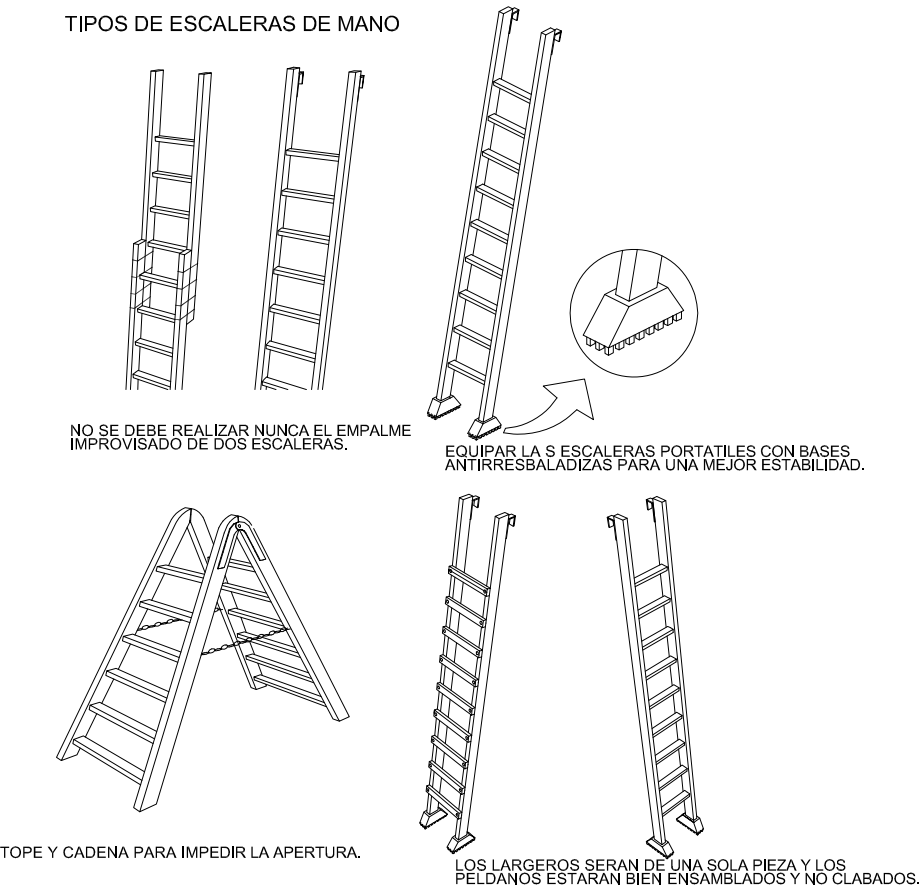 TIPOS DE ESCALERAS DE MANO
NO SE DEBE REALIZAR NUNCA EL EMPALME
IMPROVISADO DE DOS ESCALERAS.
EQUIPAR LA S ESCALERAS PORTATILES CON BASES
ANTIRRESBALADIZAS PARA UNA MEJOR ESTABILIDAD.
TOPE Y CADENA PARA IMPEDIR LA APERTURA.
LOS LARGEROS SERAN DE UNA SOLA PIEZA Y LOS
PELDANOS ESTARAN BIEN ENSAMBLADOS Y NO CLABADOS.